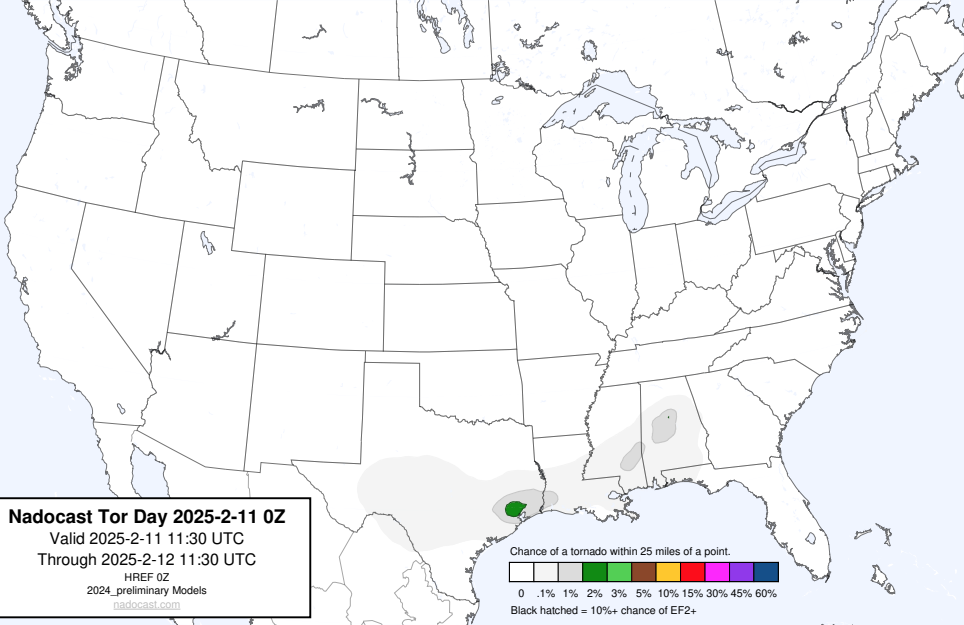 Nadocast Tor Day 2025-2-11 0Z
Valid 2025-2-11 11:30 UTC
Through 2025-2-12 11:30 UTC
HREF 0Z
2024_preliminary Models
nadocast.com
Chance of a tornado within 25 miles of a point.
0 .1% 1% 2% 3% 5% 10% 15% 30% 45% 60%
Black hatched = 10%+ chance of EF2+